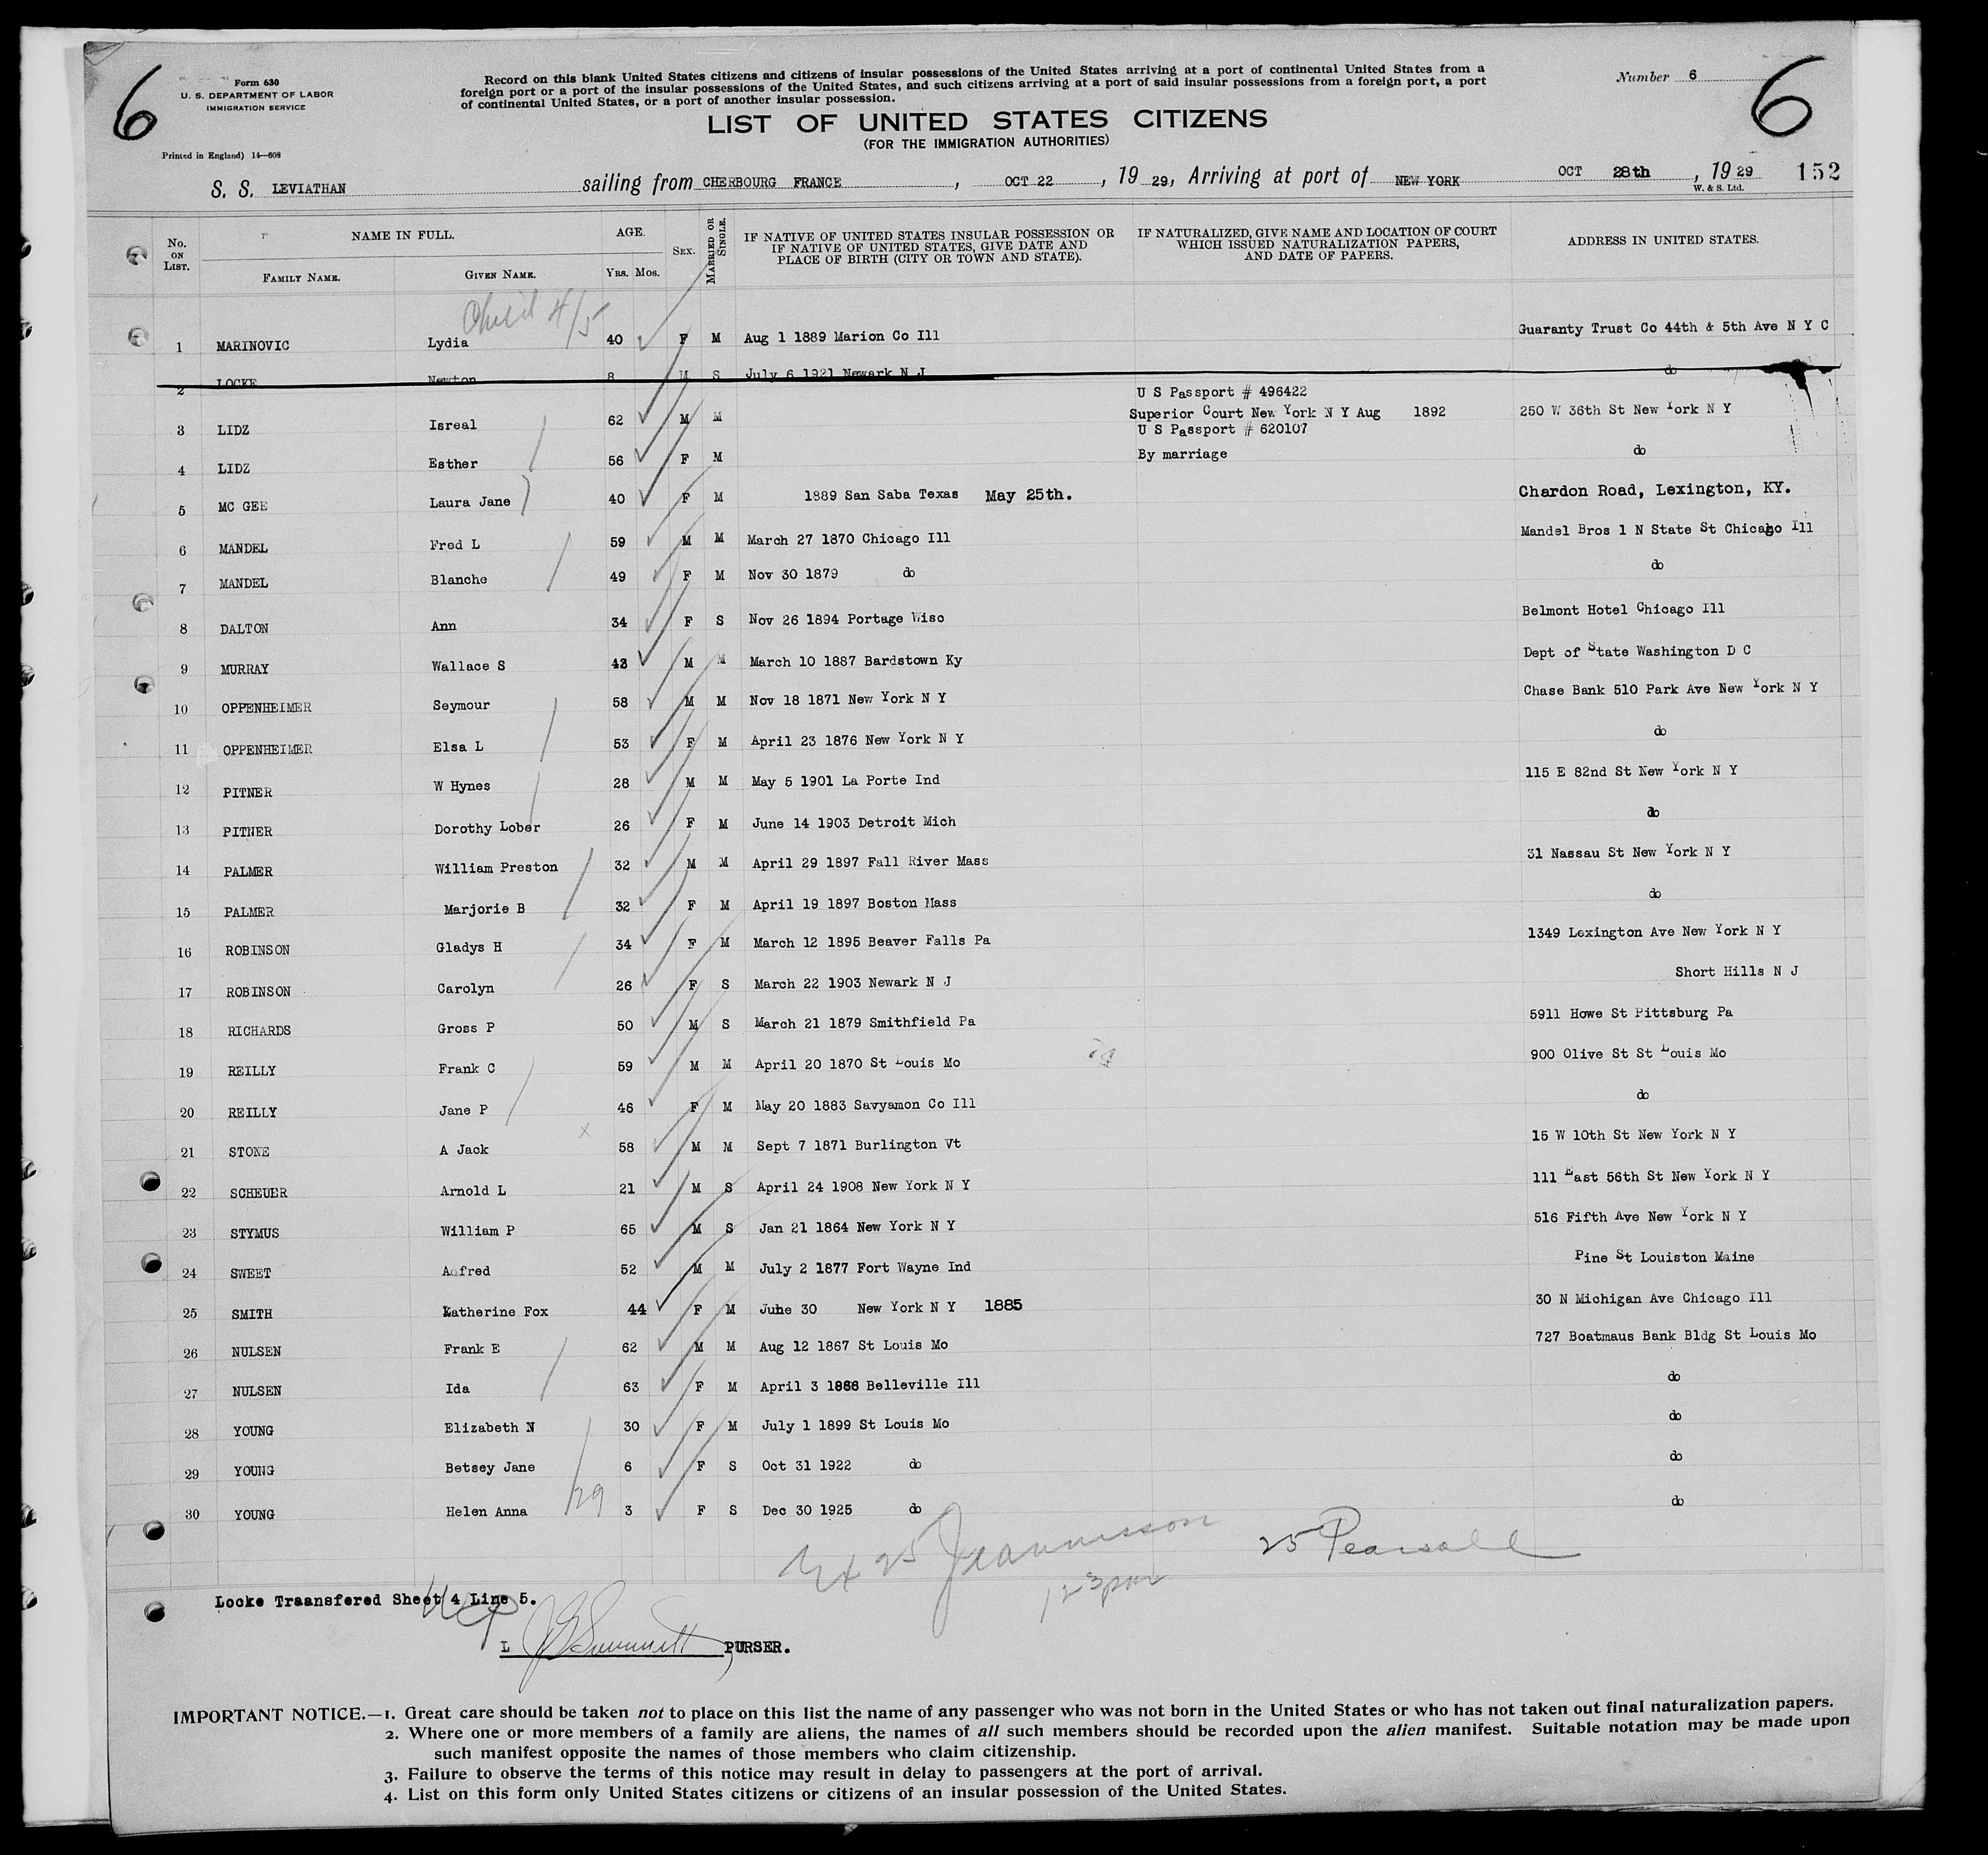 6
Form 630
U. S. DEPARTMENT OF LABOR
IMMIGRATION SERVICE
Printed in England) 14—608
Record on this blank United States citizens and citizens of insular possessions of the United States arriving at a port of continental United States from a
foreign port or a port of the insular possessions of the United States, and such citizens arriving at a port of said insular possessions from a foreign port, a port
of continental United States, or a port of another insular possession.
Number 6
6
LIST OF UNITED STATES CITIZENS
(FOR THE IMMIGRATION AUTHORITIES)
S. S. LEVIATHAN sailing from CHERBOURG FRANCE, OCT 22, 19 29, Arriving at port of NEW YORK OCT 28th, 19 29 152
W. & S. Ltd.
No. ON LIST. NAME IN FULL. FAMILY NAME. GIVEN NAME. AGE. YRS. MOS. SEX. MARRIED OR SINGLE. IF NATIVE OF UNITED STATES INSULAR POSSESSION OR IF NATIVE OF UNITED STATES, GIVE DATE AND PLACE OF BIRTH (CITY OR TOWN AND STATE). IF NATURALIZED, GIVE NAME AND LOCATION OF COURT WHICH ISSUED NATURALIZATION PAPERS, AND DATE OF PAPERS. ADDRESS IN UNITED STATES.
Child 4/5
1 MARINOVIC Lydia 40 F M Aug 1 1889 Marion Co Ill Guaranty Trust Co 44th & 5th Ave N Y C
2 LOCKE Newton 8 M S July 6 1921 Newark N J do
U S Passport # 496422
3 LIDZ Isreal 62 M M Superior Court New York N Y Aug 1892 250 W 36th St New York N Y
U S Passport # 620107
4 LIDZ Esther 56 F M By marriage do
5 MC GEE Laura Jane 40 F M 1889 San Saba Texas May 25th. Chardon Road, Lexington, KY.
6 MANDEL Fred L 59 M M March 27 1870 Chicago Ill Mandel Bros 1 N State St Chicago Ill
7 MANDEL Blanche 49 F M Nov 30 1879 do do
8 DALTON Ann 34 F S Nov 26 1894 Portage Wisc Belmont Hotel Chicago Ill
9 MURRAY Wallace S 42 M M March 10 1887 Bardstown Ky Dept of State Washington D C
10 OPPENHEIMER Seymour 58 M M Nov 18 1871 New York N Y Chase Bank 510 Park Ave New York N Y
11 OPPENHEIMER Elsa L 53 F M April 23 1876 New York N Y do
12 PITNER W Hynes 28 M M May 5 1901 La Porte Ind 115 E 82nd St New York N Y
13 PITNER Dorothy Lober 26 F M June 14 1903 Detroit Mich do
14 PALMER William Preston 32 M M April 29 1897 Fall River Mass 31 Nassau St New York N Y
15 PALMER Marjorie B 32 F M April 19 1897 Boston Mass do
16 ROBINSON Gladys H 34 F M March 12 1895 Beaver Falls Pa 1349 Lexington Ave New York N Y
17 ROBINSON Carolyn 26 F S March 22 1903 Newark N J Short Hills N J
18 RICHARDS Gross P 50 M S March 21 1879 Smithfield Pa 5911 Howe St Pittsburg Pa
19 REILLY Frank C 59 M M April 20 1870 St Louis Mo 900 Olive St St Louis Mo
20 REILLY Jane P 46 F M May 20 1883 Savyamon Co Ill do
21 STONE A Jack 58 M M Sept 7 1871 Burlington Vt 15 W 10th St New York N Y
22 SCHEUER Arnold L 21 M S April 24 1908 New York N Y 111 East 56th St New York N Y
23 STYMUS William P 65 M S Jan 21 1864 New York N Y 516 Fifth Ave New York N Y
24 SWEET Aofred 52 M M July 2 1877 Fort Wayne Ind Pine St Louiston Maine
25 SMITH Katherine Fox 44 F M June 30 New York N Y 1885 30 N Michigan Ave Chicago Ill
26 NULSEN Frank E 62 M M Aug 12 1867 St Louis Mo 727 Boatmaus Bank Bldg St Louis Mo
27 NULSEN Ida 63 F M April 3 1866 Belleville Ill do
28 YOUNG Elizabeth N 30 F M July 1 1899 St Louis Mo do
29 YOUNG Betsey Jane 6 F S Oct 31 1922 do do
30 YOUNG Helen Anna 3 F S Dec 30 1925 do do
29
25 25 Pearsall
Locke Traansfered Sheet 4 Line 5.
L PURSER.
IMPORTANT NOTICE.—1. Great care should be taken not to place on this list the name of any passenger who was not born in the United States or who has not taken out final naturalization papers.
2. Where one or more members of a family are aliens, the names of all such members should be recorded upon the alien manifest. Suitable notation may be made upon
such manifest opposite the names of those members who claim citizenship.
3. Failure to observe the terms of this notice may result in delay to passengers at the port of arrival.
4. List on this form only United States citizens or citizens of an insular possession of the United States.